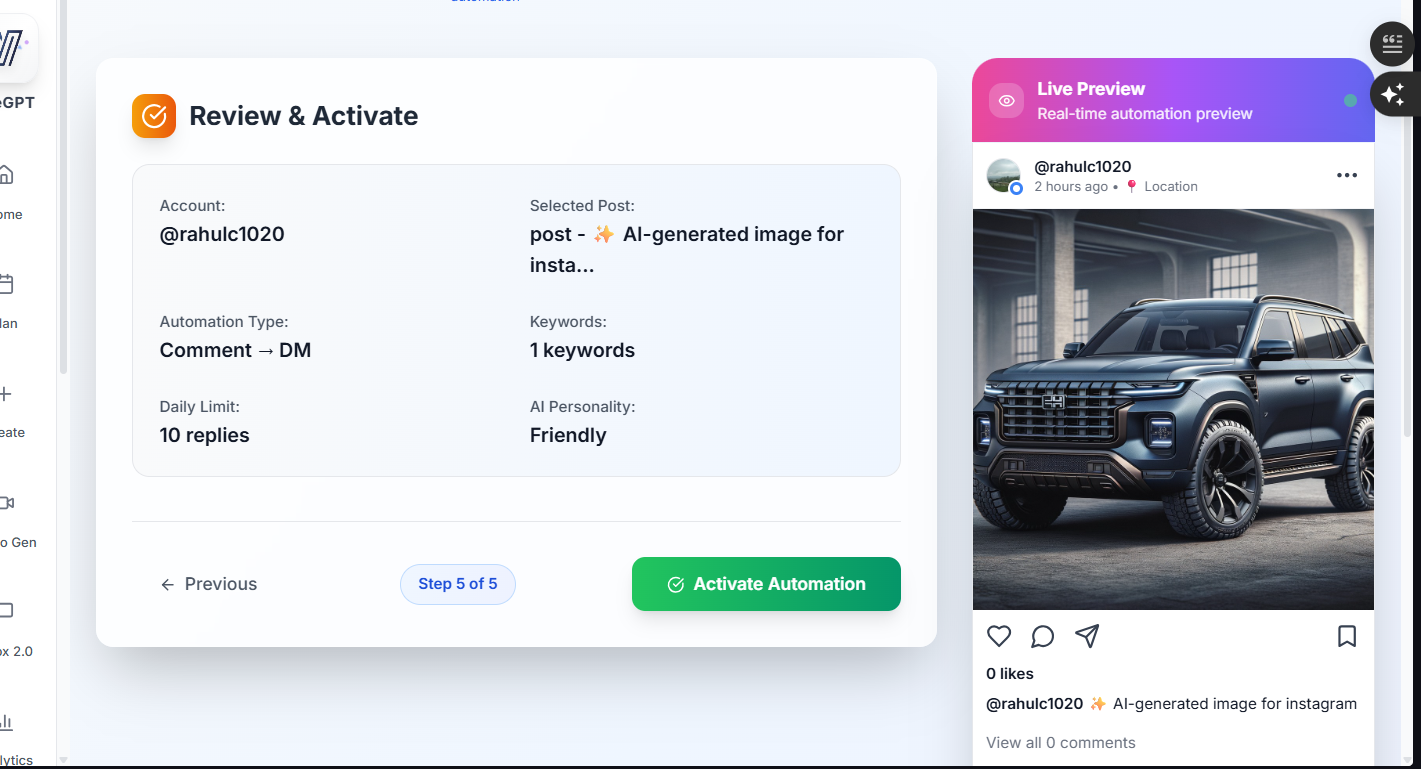 eGPT
ome
lan
eate
o Gen
ox 2.0
lytics
Review & Activate
Account:
@rahulc1020
Selected Post:
post - ✨ AI-generated image for
insta...
Automation Type:
Comment → DM
Keywords:
1 keywords
Daily Limit:
10 replies
AI Personality:
Friendly
← Previous
Step 5 of 5
Activate Automation
Live Preview
Real-time automation preview
@rahulc1020
2 hours ago • 📍 Location
0 likes
@rahulc1020 ✨ AI-generated image for instagram
View all 0 comments